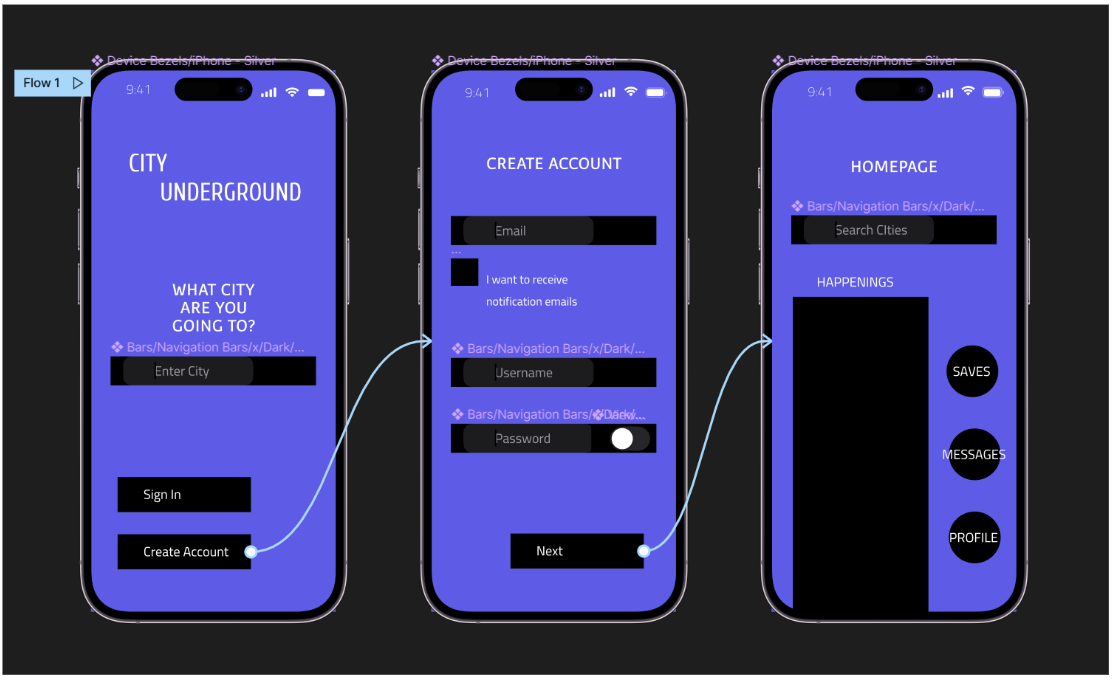 Flow 1
Device Bezels/iPhone - Silver
9:41
CITY
UNDERGROUND
WHAT CITY
ARE YOU
GOING TO?
Bars/Navigation Bars/x/Dark/...
Enter City
Sign In
Create Account
Device Bezels/iPhone - Silver
9:41
CREATE ACCOUNT
Email
...
I want to receive
notification emails
Bars/Navigation Bars/x/Dark/...
Username
Bars/Navigation Bars/x/Dark/...
Password
Next
Device Bezels/iPhone - Silver
9:41
HOMEPAGE
Bars/Navigation Bars/x/Dark/...
Search CIties
HAPPENINGS
SAVES
MESSAGES
PROFILE